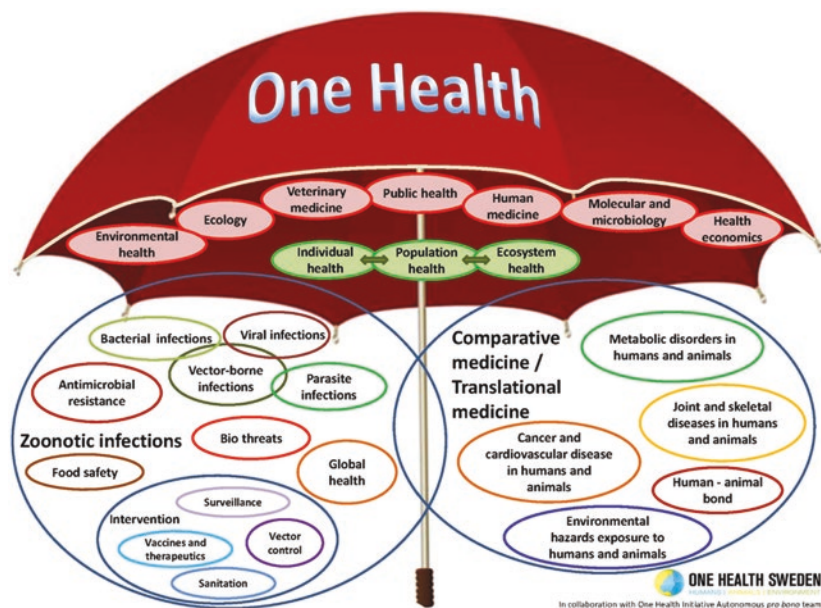 One Health
Environmental
health
Ecology
Veterinary
medicine
Public health
Human
medicine
Molecular and
microbiology
Health
economics
Individual
health
Population
health
Ecosystem
health
Bacterial infections
Viral infections
Vector-borne
infections
Parasite
infections
Antimicrobial
resistance
Zoonotic infections
Bio threats
Food safety
Global
health
Surveillance
Intervention
Vaccines and
therapeutics
Vector
control
Sanitation
Comparative
medicine /
Translational
medicine
Metabolic disorders in
humans and animals
Joint and skeletal
diseases in humans
and animals
Cancer and
cardiovascular disease
in humans and
animals
Human - animal
bond
Environmental
hazards exposure to
humans and animals
ONE HEALTH SWEDEN
HUMANS | ANIMALS | ENVIRONMENT
In collaboration with One Health Initiative Autonomous pro bono team